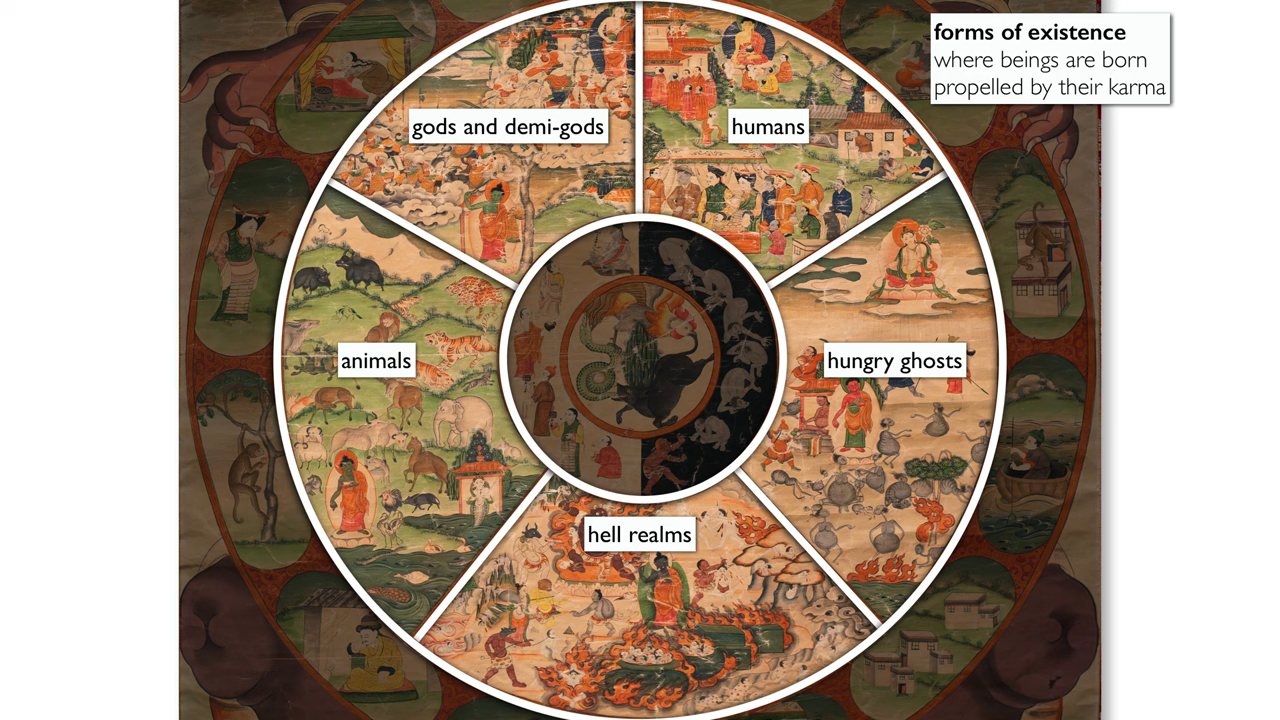 forms of existence
where beings are born
propelled by their karma
gods and demi-gods
humans
animals
hungry ghosts
hell realms